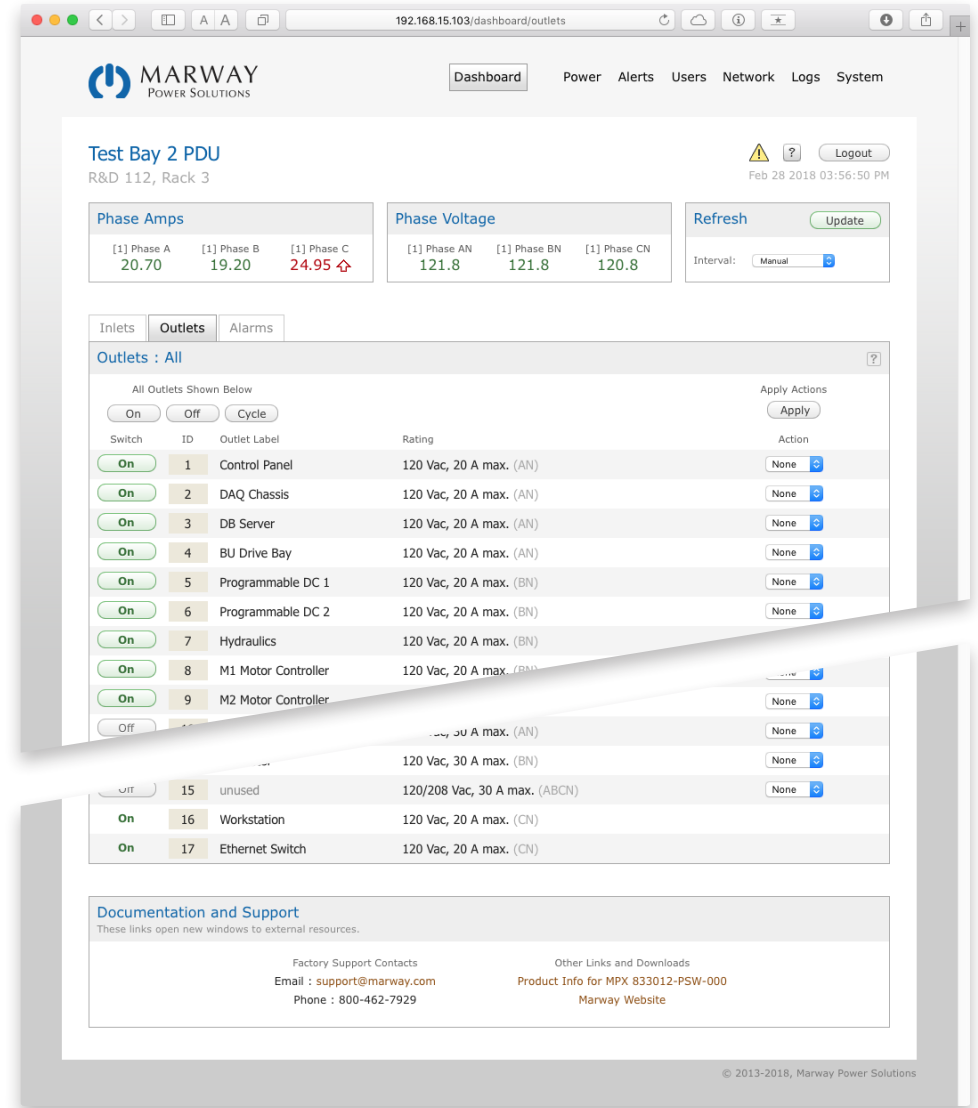 192.168.15.103/dashboard/outlets
A A
MARWAY
POWER SOLUTIONS
Dashboard Power Alerts Users Network Logs System
Test Bay 2 PDU
R&D 112, Rack 3
? Logout
Feb 28 2018 03:56:50 PM
Phase Amps
[1] Phase A [1] Phase B [1] Phase C
20.70 19.20 24.95
Phase Voltage
[1] Phase AN [1] Phase BN [1] Phase CN
121.8 121.8 120.8
Refresh Update
Interval: Manual
Inlets Outlets Alarms
Outlets : All ?
All Outlets Shown Below Apply Actions
On Off Cycle Apply
Switch ID Outlet Label Rating Action
On 1 Control Panel 120 Vac, 20 A max. (AN) None
On 2 DAQ Chassis 120 Vac, 20 A max. (AN) None
On 3 DB Server 120 Vac, 20 A max. (AN) None
On 4 BU Drive Bay 120 Vac, 20 A max. (AN) None
On 5 Programmable DC 1 120 Vac, 20 A max. (BN) None
On 6 Programmable DC 2 120 Vac, 20 A max. (BN) None
On 7 Hydraulics 120 Vac, 20 A max. (BN)
On 8 M1 Motor Controller 120 Vac, 20 A max. (BN) None
On 9 M2 Motor Controller None
Off Vac, 30 A max. (AN) None
120 Vac, 30 A max. (BN) None
Off 15 unused 120/208 Vac, 30 A max. (ABCN) None
On 16 Workstation 120 Vac, 20 A max. (CN)
On 17 Ethernet Switch 120 Vac, 20 A max. (CN)
Documentation and Support
These links open new windows to external resources.
Factory Support Contacts
Email : support@marway.com
Phone : 800-462-7929
Other Links and Downloads
Product Info for MPX 833012-PSW-000
Marway Website
© 2013-2018, Marway Power Solutions